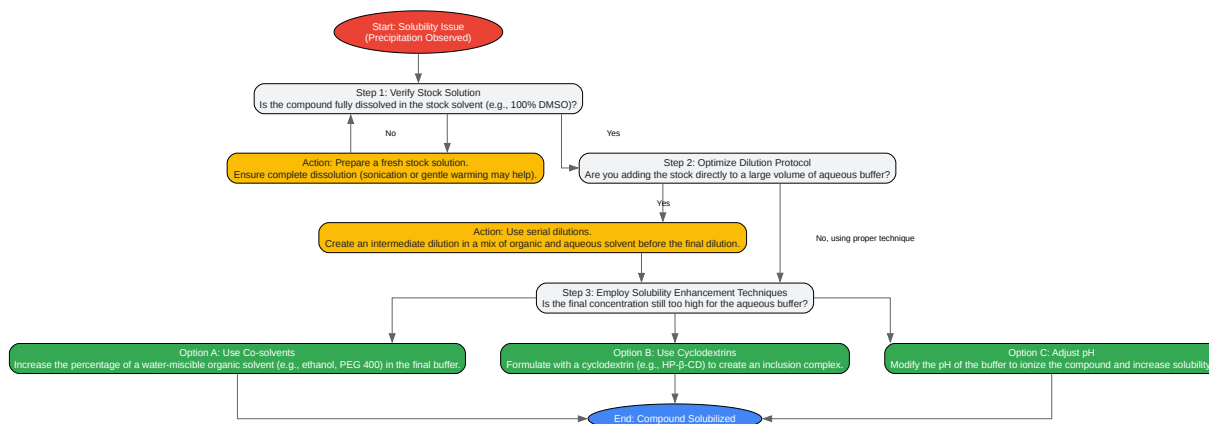 Start: Solubility Issue
(Precipitation Observed)
Step 1: Verify Stock Solution
Is the compound fully dissolved in the stock solvent (e.g., 100% DMSO)?
No
Yes
Action: Prepare a fresh stock solution.
Ensure complete dissolution (sonication or gentle warming may help).
Step 2: Optimize Dilution Protocol
Are you adding the stock directly to a large volume of aqueous buffer?
Yes
Action: Use serial dilutions.
Create an intermediate dilution in a mix of organic and aqueous solvent before the final dilution.
No, using proper technique
Step 3: Employ Solubility Enhancement Techniques
Is the final concentration still too high for the aqueous buffer?
Option A: Use Co-solvents
Increase the percentage of a water-miscible organic solvent (e.g., ethanol, PEG 400) in the final buffer.
Option B: Use Cyclodextrins
Formulate with a cyclodextrin (e.g., HP-β-CD) to create an inclusion complex.
Option C: Adjust pH
Modify the pH of the buffer to ionize the compound and increase solubility
End: Compound Solubilized